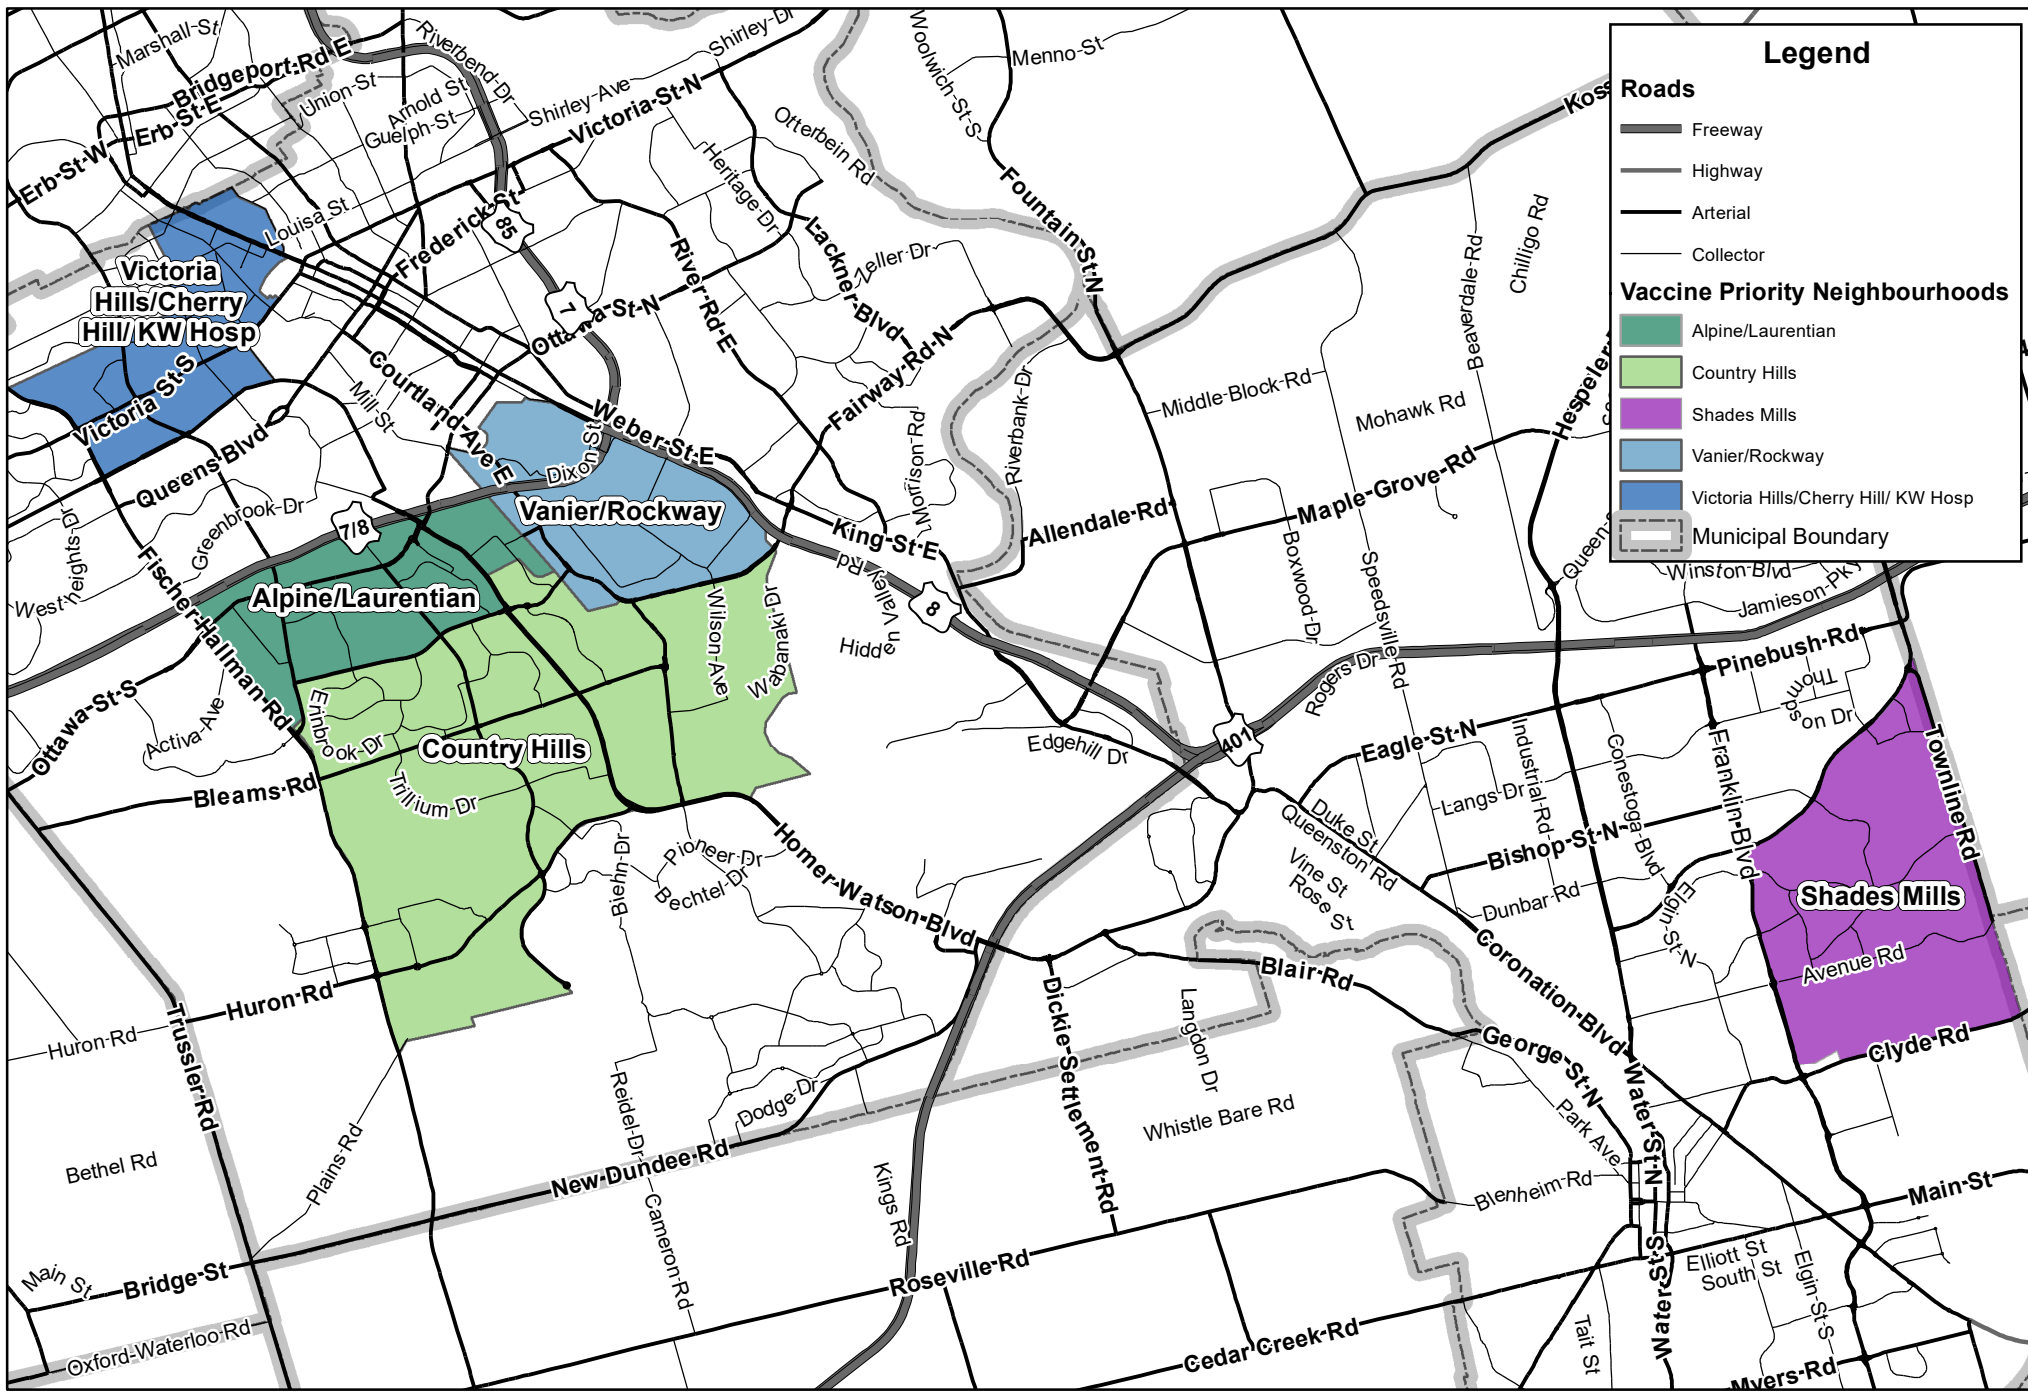 Legend
Roads
Freeway
Highway
Arterial
Collector
Vaccine Priority Neighbourhoods
Alpine/Laurentian
Country Hills
Shades Mills
Vanier/Rockway
Victoria Hills/Cherry Hill/ KW Hosp
Municipal Boundary
Marshall-St
Bridgeport-Rd-E
Erb-St-E
Erb-St-W
Union-St
Arnold St
Guelph-St
Riverbend-Dr
Shirley-Dr
Shirley-Ave
Victoria-St-N
Woolwich-St-S
Menno-St
Otterbein Rd
Heritage-Dr
Fountain-St-N
Louisa St
Frederick-St
85
7
Victoria
Hills/Cherry
Hill/ KW Hosp
Lackner-Blvd
Zeller-Dr
River-Rd-E
Ottawa-St-N
Fairway-Rd-N
Beaverdale-Rd
Chilligo Rd
Middle-Block-Rd
Mohawk Rd
Riverbank-Dr
Morrison-Rd
Maple-Grove-Rd
Allendale-Rd
Victoria St-S
Queens-Blvd
Mill-St
Courtland-Ave-E
Weber-St-E
Dixon-St
Vanier/Rockway
King-St-E
Greenbrook-Dr
7/8
West-Heights-Dr
Fischer-Hallman-Rd
Alpine/Laurentian
Wilson-Ave
Wabanaki-Dr
Hidden Valley Rd
8
Boxwood-Dr
Speedsville-Rd
Winston-Blvd
Jamieson-Pky
Pinebush-Rd
Thompson Dr
Rogers Dr
401
Edgehill Dr
Eagle-St-N
Industrial-Rd
Conestoga-Blvd
Franklin-Blvd
Townline-Rd
Ottawa-St-S
Activa-Ave
Erinbrook-Dr
Country Hills
Bleams-Rd
Trillium-Dr
Langs-Dr
Bishop-St-N
Duke St
Queenston Rd
Vine St
Rose St
Dunbar-Rd
Elgin-St-N
Shades Mills
Avenue Rd
Clyde Rd
Biehn-Dr
Pioneer-Dr
Bechtel-Dr
Homer-Watson-Blvd
Huron-Rd
Huron-Rd
Trussler-Rd
Dickie-Settlement-Rd
Blair-Rd
Langdon Dr
Coronation-Blvd
George-St-N
Water-St-N
Park Ave
Whistle Bare Rd
Blenheim-Rd
Bethel Rd
Plains-Rd
Reidel-Dr
Dodge-Dr
New-Dundee-Rd
Cameron-Rd
Kings Rd
Roseville-Rd
Main St
Bridge-St
Oxford-Waterloo-Rd
Cedar Creek-Rd
Tait St
Water-St-S
Elliott St
South St
Elgin-St-S
Main-St
Myers-Rd